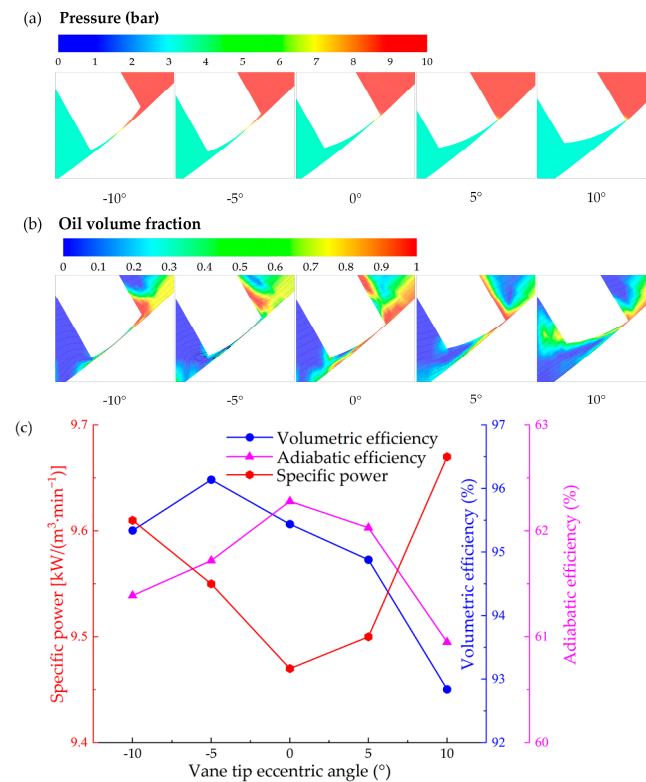 (a) Pressure (bar)
0 1 2 3 4 5 6 7 8 9 10
-10° -5° 0° 5° 10°
(b) Oil volume fraction
0 0.1 0.2 0.3 0.4 0.5 0.6 0.7 0.8 0.9 1
-10° -5° 0° 5° 10°
(c)
Volumetric efficiency
Adiabatic efficiency
Specific power
Specific power [kW/(m³·min⁻¹)]
9.7
9.6
9.5
9.4
Volumetric efficiency (%)
97
96
95
94
93
92
Adiabatic efficiency (%)
63
62
61
60
-10 -5 0 5 10
Vane tip eccentric angle (°)